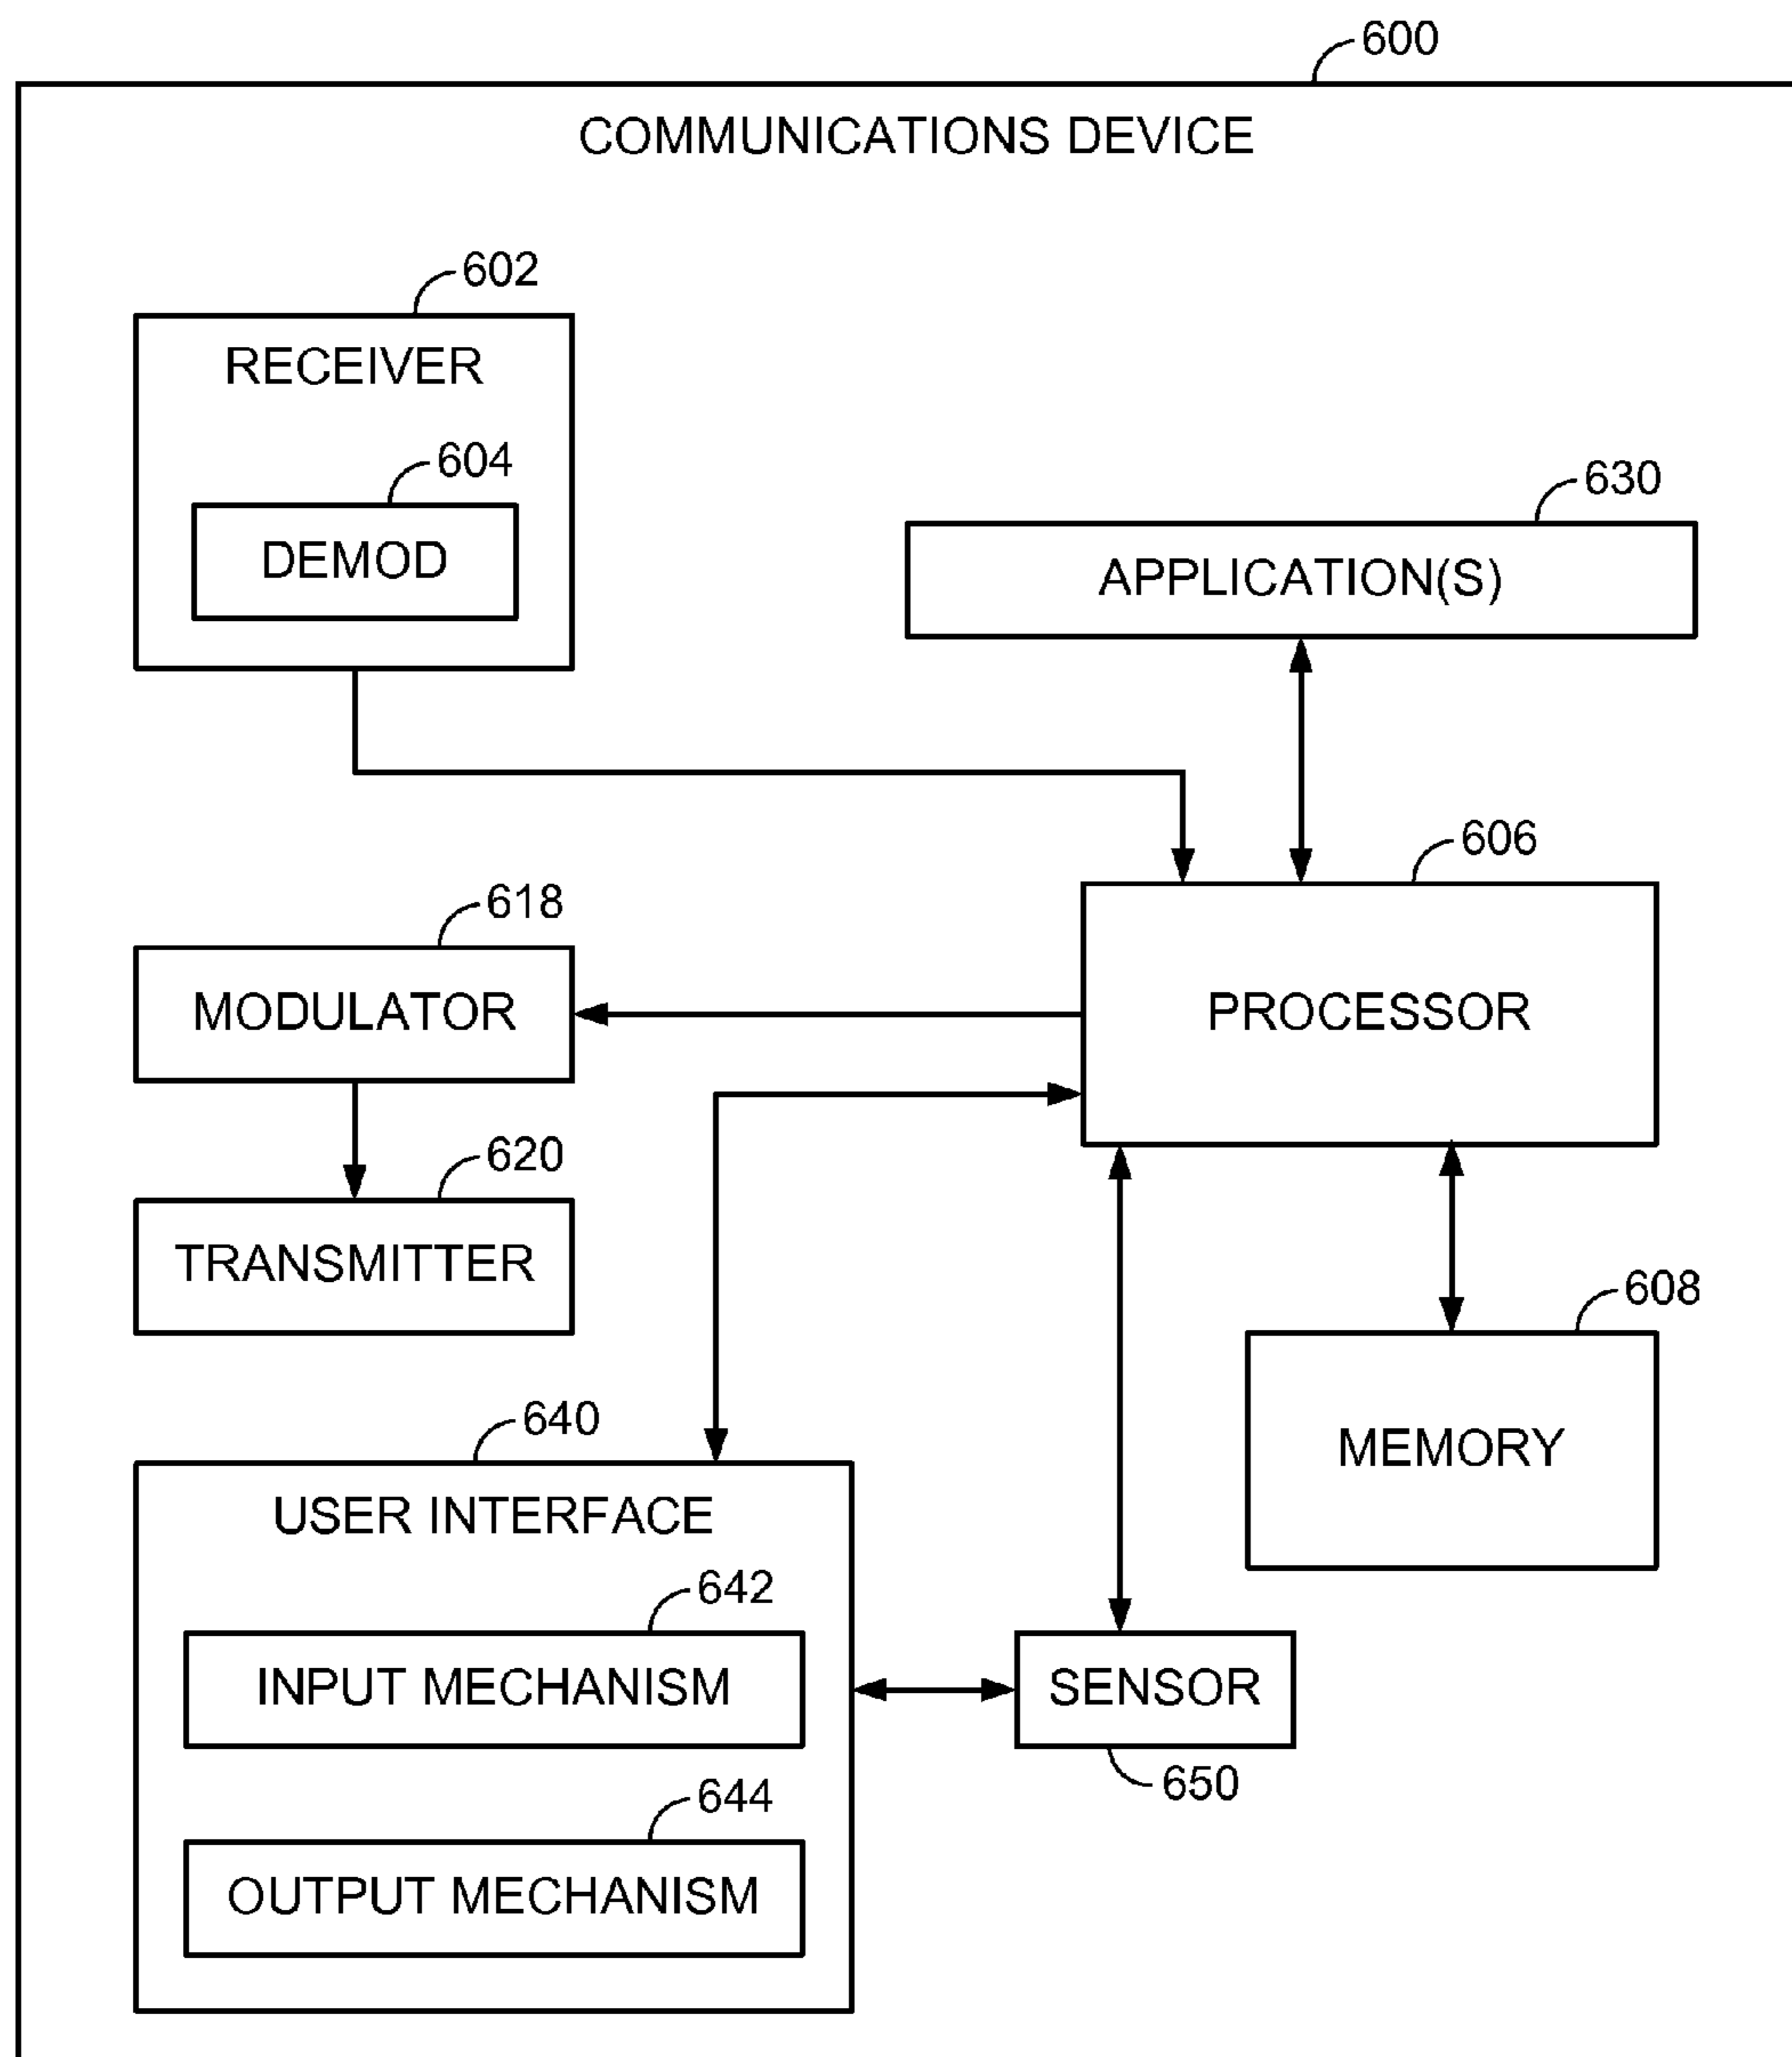 600
COMMUNICATIONS DEVICE
602
RECEIVER
604
DEMOD
630
APPLICATION(S)
606
PROCESSOR
618
MODULATOR
620
TRANSMITTER
608
MEMORY
640
USER INTERFACE
642
INPUT MECHANISM
SENSOR
650
644
OUTPUT MECHANISM